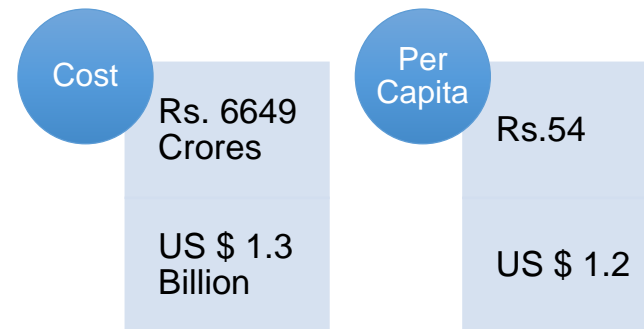 Cost
Rs. 6649
Crores
US $ 1.3
Billion
Per
Capita
Rs.54
US $ 1.2